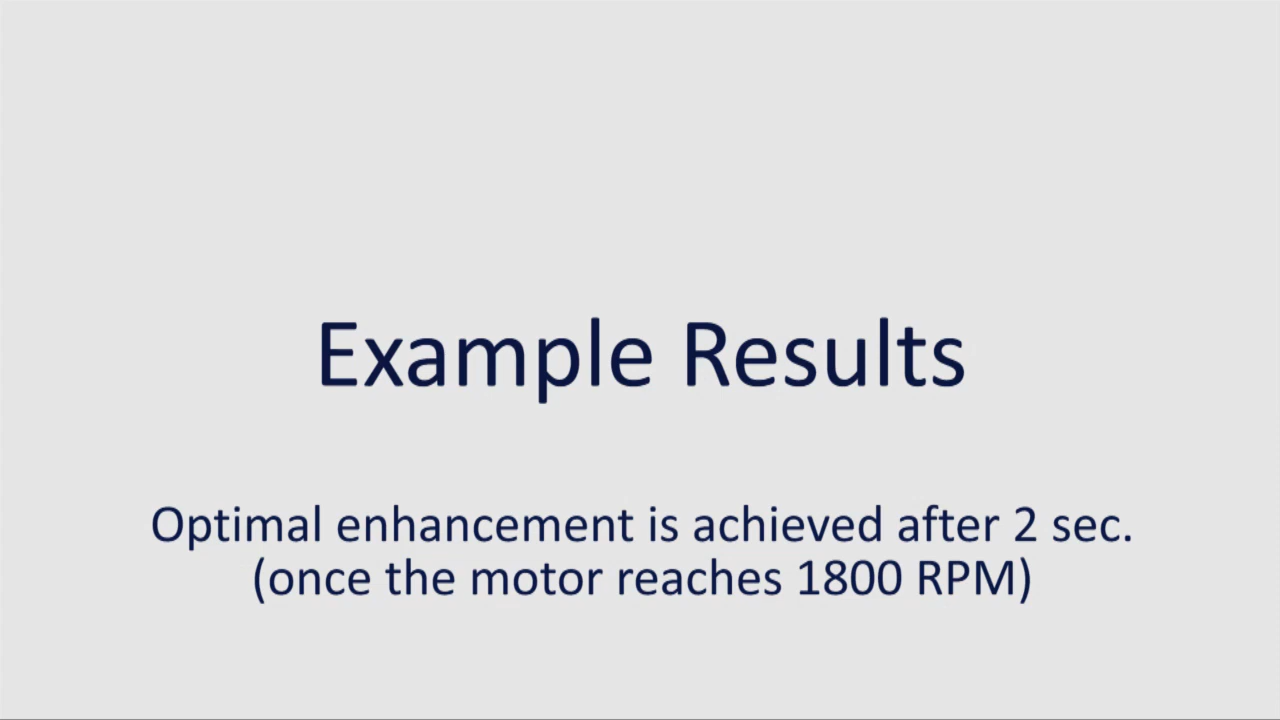 Example Results
Optimal enhancement is achieved after 2 sec.
(once the motor reaches 1800 RPM)